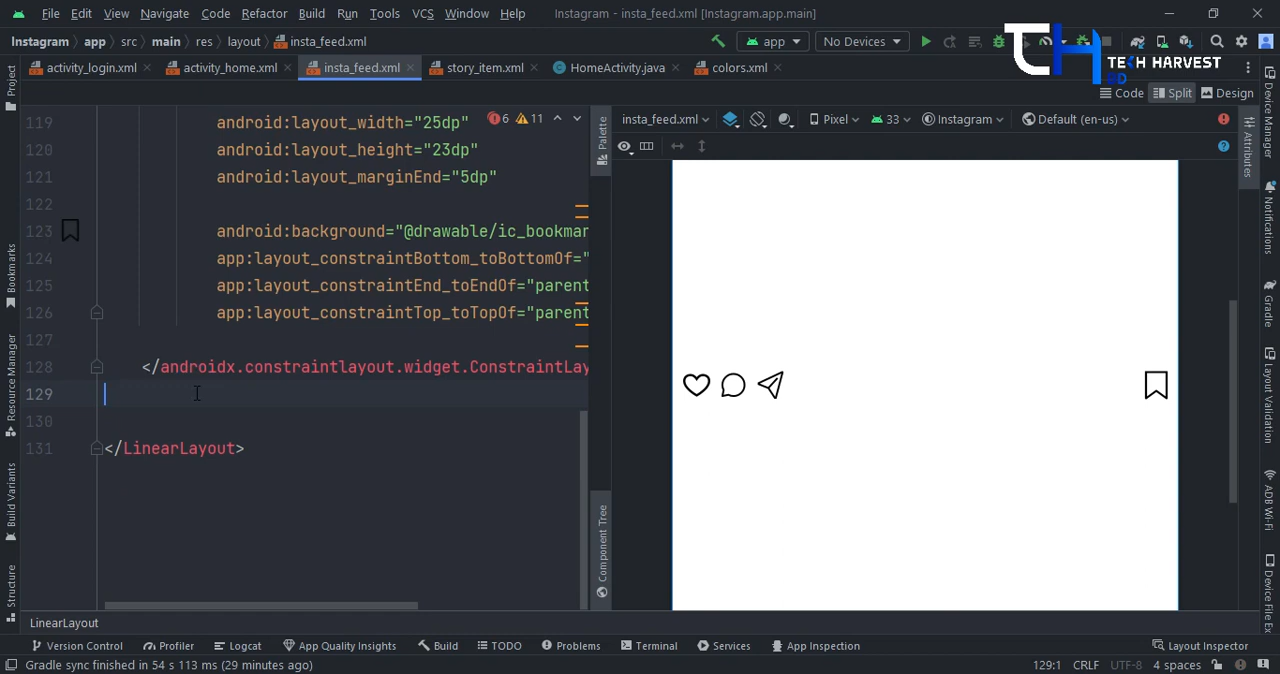 File Edit View Navigate Code Refactor Build Run Tools VCS Window Help Instagram - insta_feed.xml [Instagram.app.main]
Instagram app src main res layout insta_feed.xml app No Devices
TECH HARVEST
BD
activity_login.xml activity_home.xml insta_feed.xml story_item.xml HomeActivity.java colors.xml
Code Split Design
insta_feed.xml Pixel 33 Instagram Default (en-us)
119 android:layout_width="25dp" 6 11
120 android:layout_height="23dp"
121 android:layout_marginEnd="5dp"
122
123 android:background="@drawable/ic_bookmar
124 app:layout_constraintBottom_toBottomOf="
125 app:layout_constraintEnd_toEndOf="parent
126 app:layout_constraintTop_toTopOf="parent
127
128 </androidx.constraintlayout.widget.ConstraintLay
129
130
131 </LinearLayout>
Project
Bookmarks
Resource Manager
Build Variants
Structure
Palette
Component Tree
Attributes
Device Manager
Notifications
Layout Validation
Gradle
ADB Wi-Fi
Device File Ex
LinearLayout
Version Control Profiler Logcat App Quality Insights Build TODO Problems Terminal Services App Inspection Layout Inspector
Gradle sync finished in 54 s 113 ms (29 minutes ago) 129:1 CRLF UTF-8 4 spaces